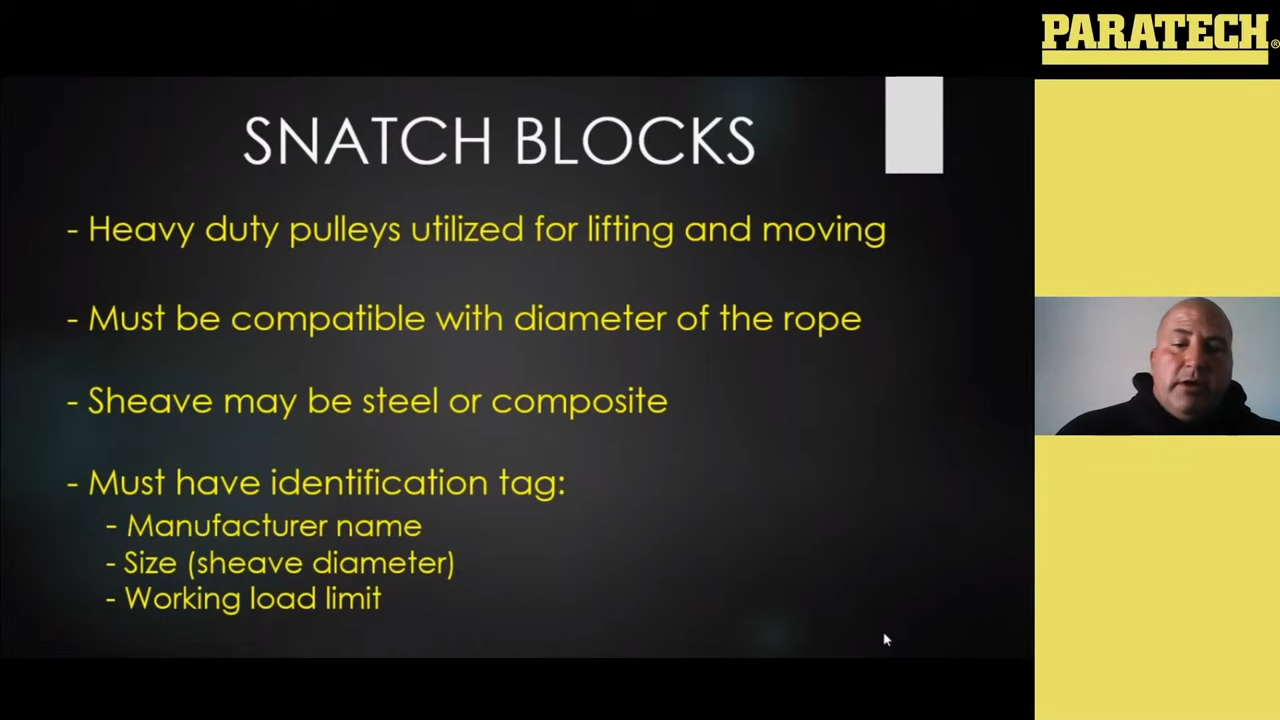 PARATECH®
SNATCH BLOCKS
- Heavy duty pulleys utilized for lifting and moving
- Must be compatible with diameter of the rope
- Sheave may be steel or composite
- Must have identification tag:
- Manufacturer name
- Size (sheave diameter)
- Working load limit